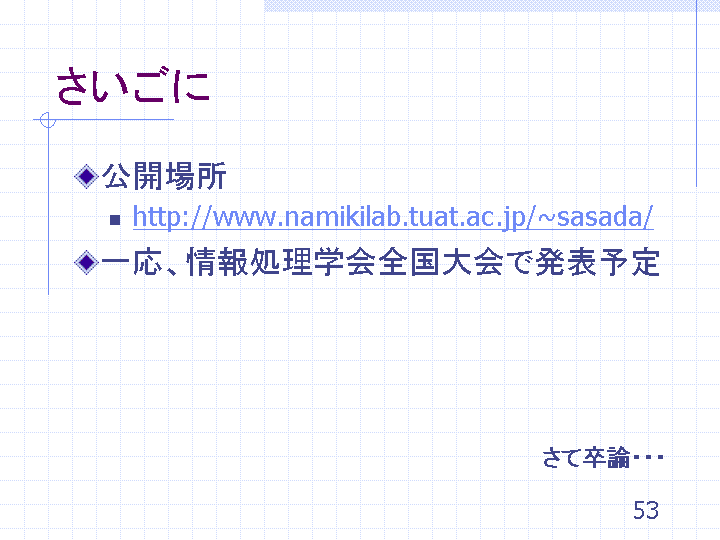 さいごに
公開場所
http://www.namikilab.tuat.ac.jp/~sasada/
一応、情報処理学会全国大会で発表予定
さて卒論・・・
53